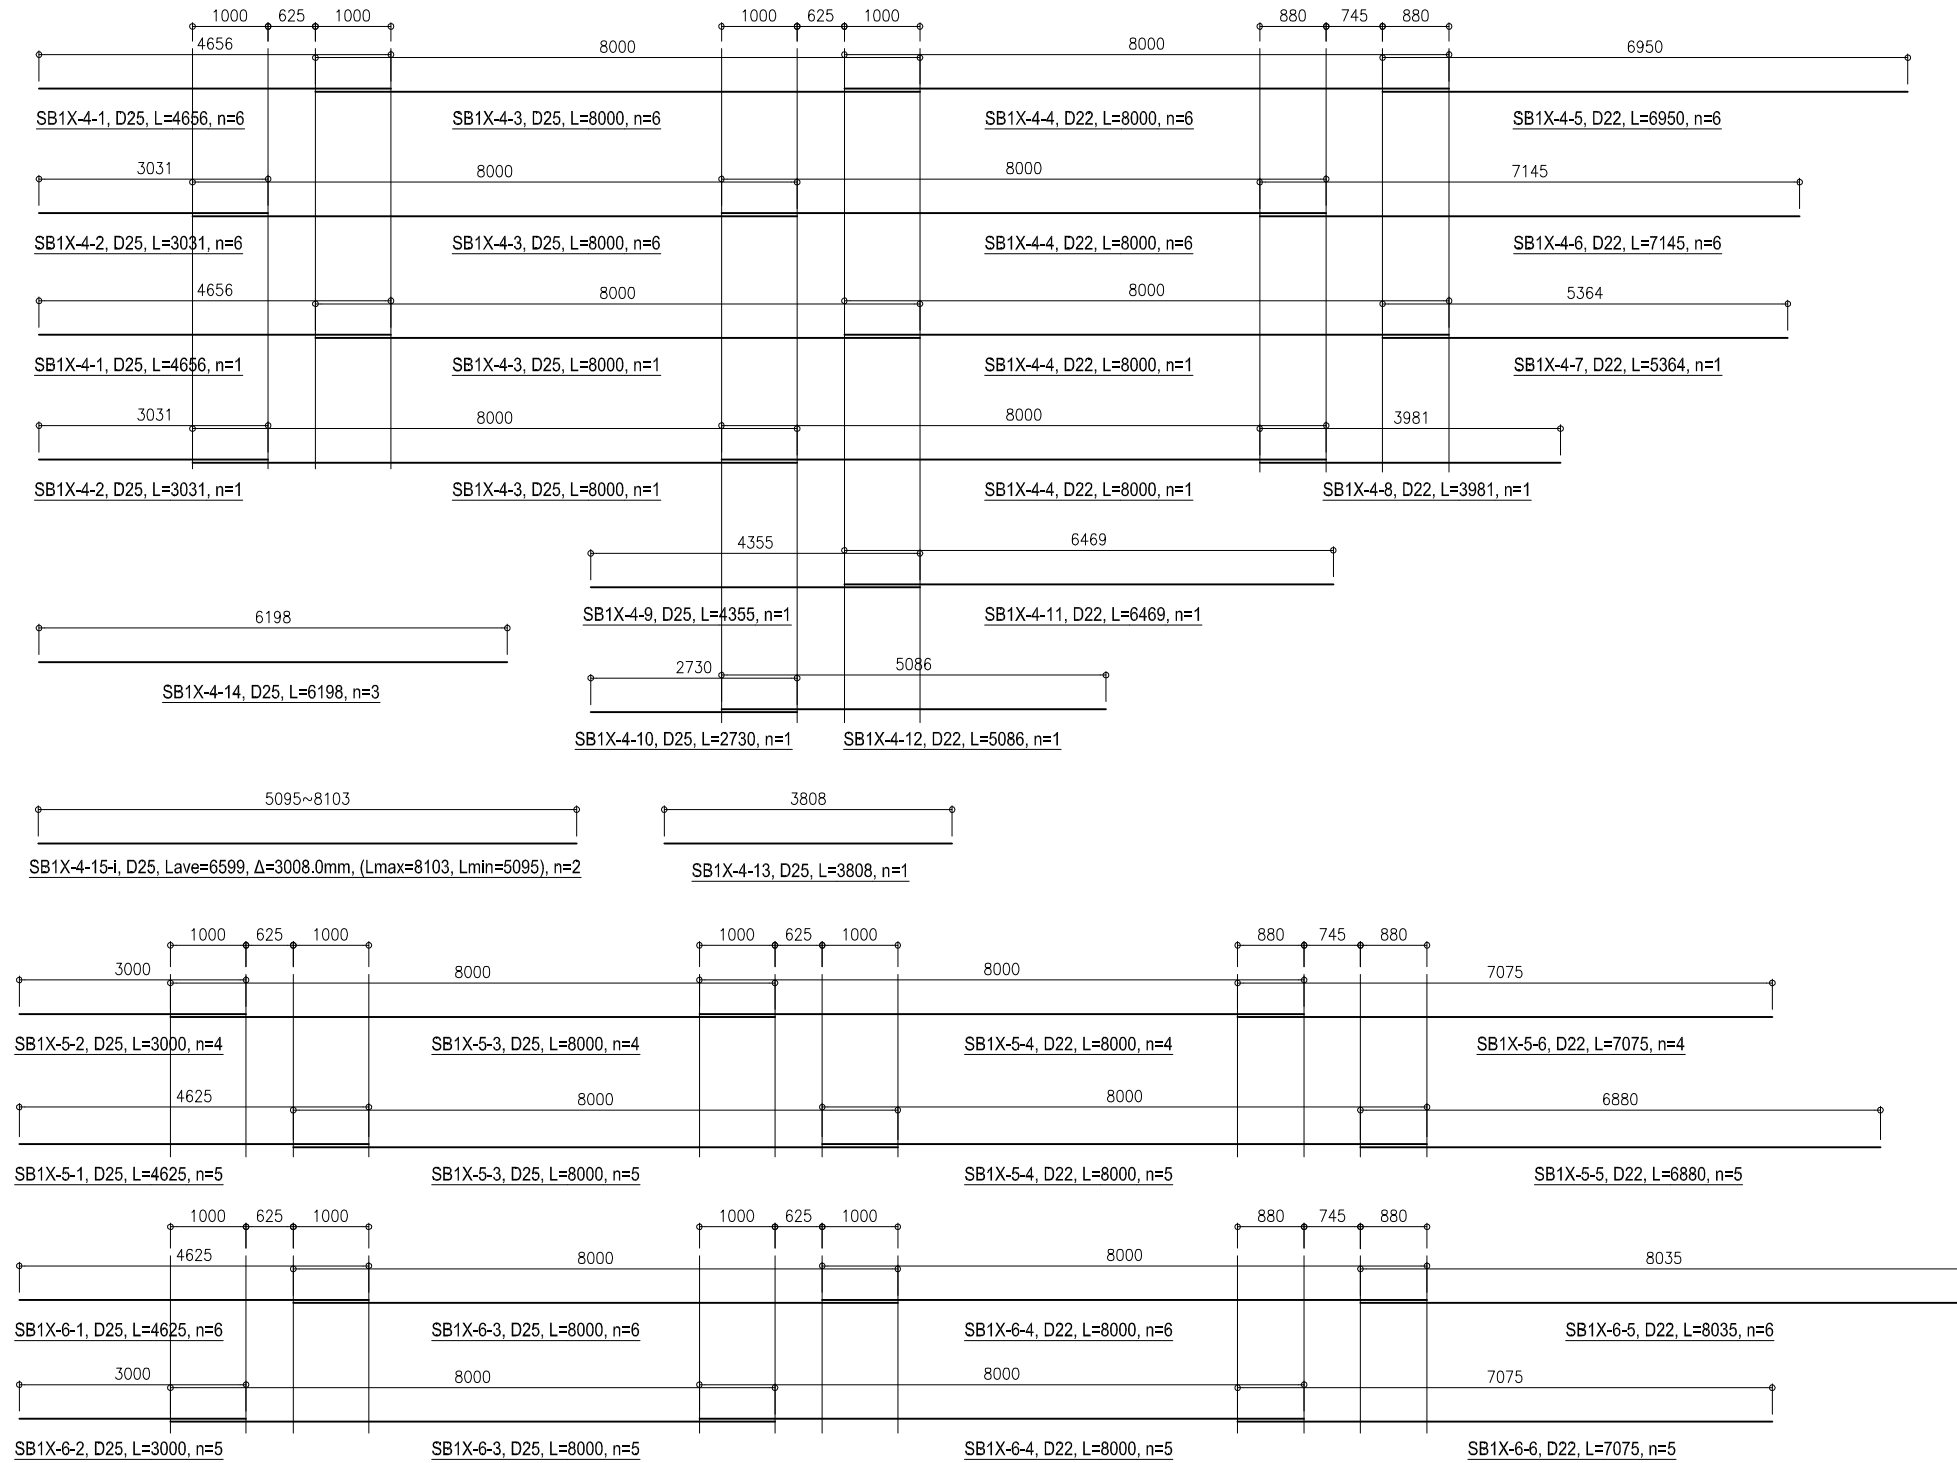 1000 625 1000 1000 625 1000 880 745 880
4656 8000 8000 6950
SB1X-4-1, D25, L=4656, n=6 SB1X-4-3, D25, L=8000, n=6 SB1X-4-4, D22, L=8000, n=6 SB1X-4-5, D22, L=6950, n=6
3031 8000 8000 7145
SB1X-4-2, D25, L=3031, n=6 SB1X-4-3, D25, L=8000, n=6 SB1X-4-4, D22, L=8000, n=6 SB1X-4-6, D22, L=7145, n=6
4656 8000 8000 5364
SB1X-4-1, D25, L=4656, n=1 SB1X-4-3, D25, L=8000, n=1 SB1X-4-4, D22, L=8000, n=1 SB1X-4-7, D22, L=5364, n=1
3031 8000 8000 3981
SB1X-4-2, D25, L=3031, n=1 SB1X-4-3, D25, L=8000, n=1 SB1X-4-4, D22, L=8000, n=1 SB1X-4-8, D22, L=3981, n=1
4355 6469
SB1X-4-9, D25, L=4355, n=1 SB1X-4-11, D22, L=6469, n=1
6198
SB1X-4-14, D25, L=6198, n=3
2730 5086
SB1X-4-10, D25, L=2730, n=1 SB1X-4-12, D22, L=5086, n=1
5095~8103 3808
SB1X-4-15-i, D25, Lave=6599, Δ=3008.0mm, (Lmax=8103, Lmin=5095), n=2 SB1X-4-13, D25, L=3808, n=1
1000 625 1000 1000 625 1000 880 745 880
3000 8000 8000 7075
SB1X-5-2, D25, L=3000, n=4 SB1X-5-3, D25, L=8000, n=4 SB1X-5-4, D22, L=8000, n=4 SB1X-5-6, D22, L=7075, n=4
4625 8000 8000 6880
SB1X-5-1, D25, L=4625, n=5 SB1X-5-3, D25, L=8000, n=5 SB1X-5-4, D22, L=8000, n=5 SB1X-5-5, D22, L=6880, n=5
1000 625 1000 1000 625 1000 880 745 880
4625 8000 8000 8035
SB1X-6-1, D25, L=4625, n=6 SB1X-6-3, D25, L=8000, n=6 SB1X-6-4, D22, L=8000, n=6 SB1X-6-5, D22, L=8035, n=6
3000 8000 8000 7075
SB1X-6-2, D25, L=3000, n=5 SB1X-6-3, D25, L=8000, n=5 SB1X-6-4, D22, L=8000, n=5 SB1X-6-6, D22, L=7075, n=5